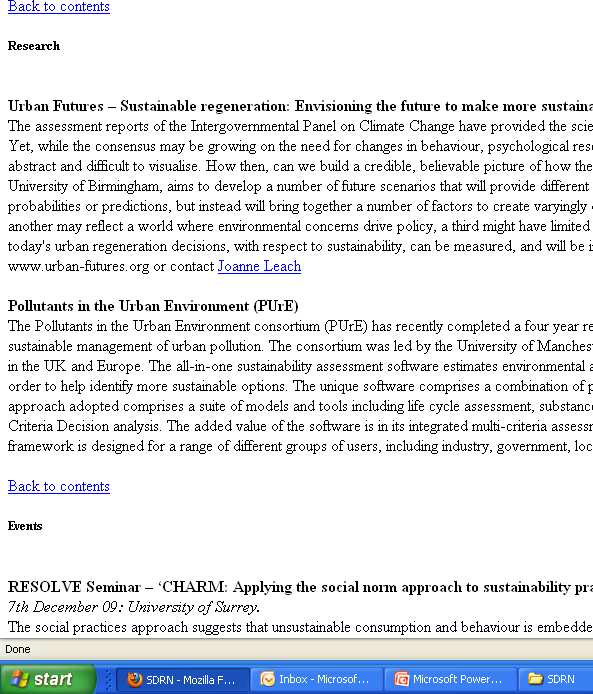 Back to contents
Research
Urban Futures – Sustainable regeneration: Envisioning the future to make more
The assessment reports of the Intergovernmental Panel on Climate Change have provided the
Yet, while the consensus may be growing on the need for changes in behaviour, psychological
abstract and difficult to visualise. How then, can we build a credible, believable picture of how the
University of Birmingham, aims to develop a number of future scenarios that will provide different
probabilities or predictions, but instead will bring together a number of factors to create varyingly
another may reflect a world where environmental concerns drive policy, a third might have limited
today's urban regeneration decisions, with respect to sustainability, can be measured, and will be
www.urban-futures.org or contact Joanne Leach
Pollutants in the Urban Environment (PUrE)
The Pollutants in the Urban Environment consortium (PUrE) has recently completed a four year
sustainable management of urban pollution. The consortium was led by the University of
in the UK and Europe. The all-in-one sustainability assessment software estimates environmental
order to help identify more sustainable options. The unique software comprises a combination of
approach adopted comprises a suite of models and tools including life cycle assessment,
Criteria Decision analysis. The added value of the software is in its integrated multi-criteria
framework is designed for a range of different groups of users, including industry, government,
Back to contents
Events
RESOLVE Seminar – ‘CHARM: Applying the social norm approach to sustainability
7th December 09: University of Surrey.
The social practices approach suggests that unsustainable consumption and behaviour is
Done
start SDRN - Mozilla F... Inbox - Microsof... Microsoft Power... SDRN